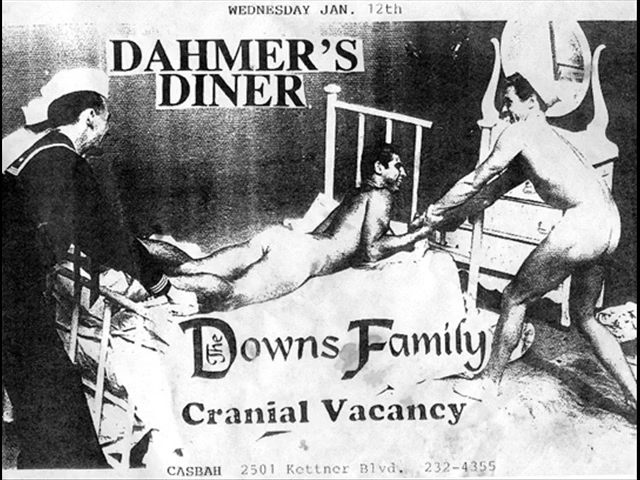 WEDNESDAY JAN. 12th
DAHMER'S
DINER
The Downs Family
Cranial Vacancy
CASBAH 2501 Kettner Blvd. 232-4355